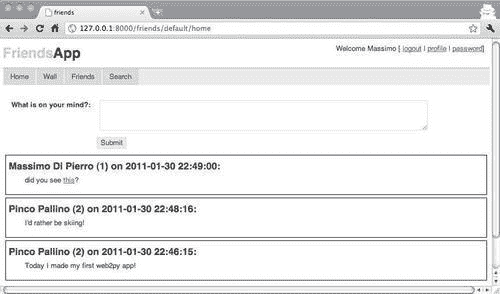 friends
127.0.0.1:8000/friends/default/home
FriendsApp
Welcome Massimo [ logout | profile | password]
Home Wall Friends Search
What is on your mind?:
Submit
Massimo Di Pierro (1) on 2011-01-30 22:49:00:
did you see this?
Pinco Pallino (2) on 2011-01-30 22:48:16:
I'd rather be skiing!
Pinco Pallino (2) on 2011-01-30 22:46:15:
Today I made my first web2py app!